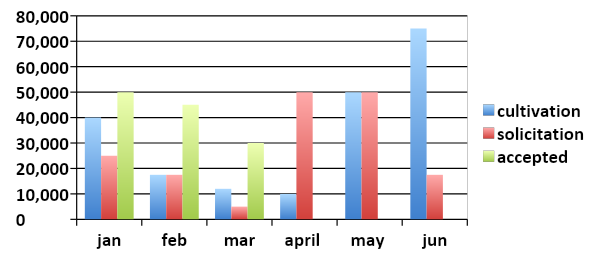 80,000
70,000
60,000
50,000
40,000
30,000
20,000
10,000
0
jan feb mar april may jun
cultivation
solicitation
accepted